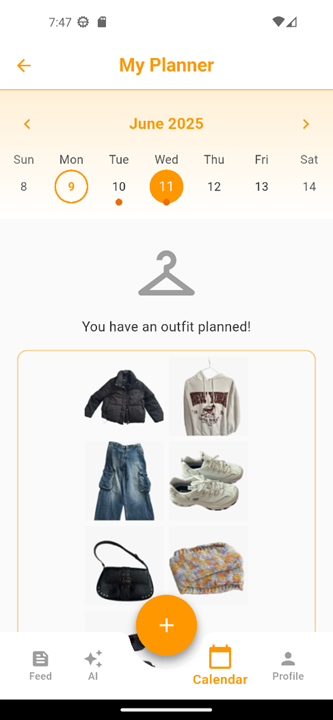 7:47
My Planner
June 2025
Sun Mon Tue Wed Thu Fri Sat
8 9 10 11 12 13 14
You have an outfit planned!
Feed AI Calendar Profile